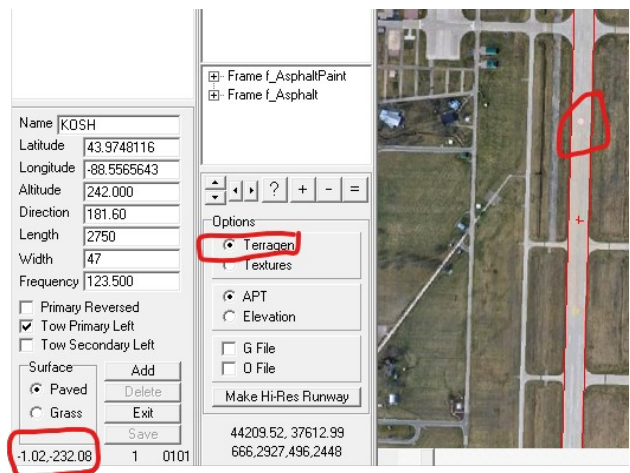 Frame f_AsphaltPaint
Frame f_Asphalt
Name KOSH
Latitude 43.9748116
Longitude -88.5565643
Altitude 242.000
Direction 181.60
Length 2750
Width 47
Frequency 123.500
Primary Reversed
Tow Primary Left
Tow Secondary Left
Surface
Paved
Grass
Add
Delete
Exit
Save
-1.02,-232.08 1 0101
? + - =
Options
Terragen
Textures
APT
Elevation
G File
O File
Make Hi-Res Runway
44209.52, 37612.99
666,2927,496,2448